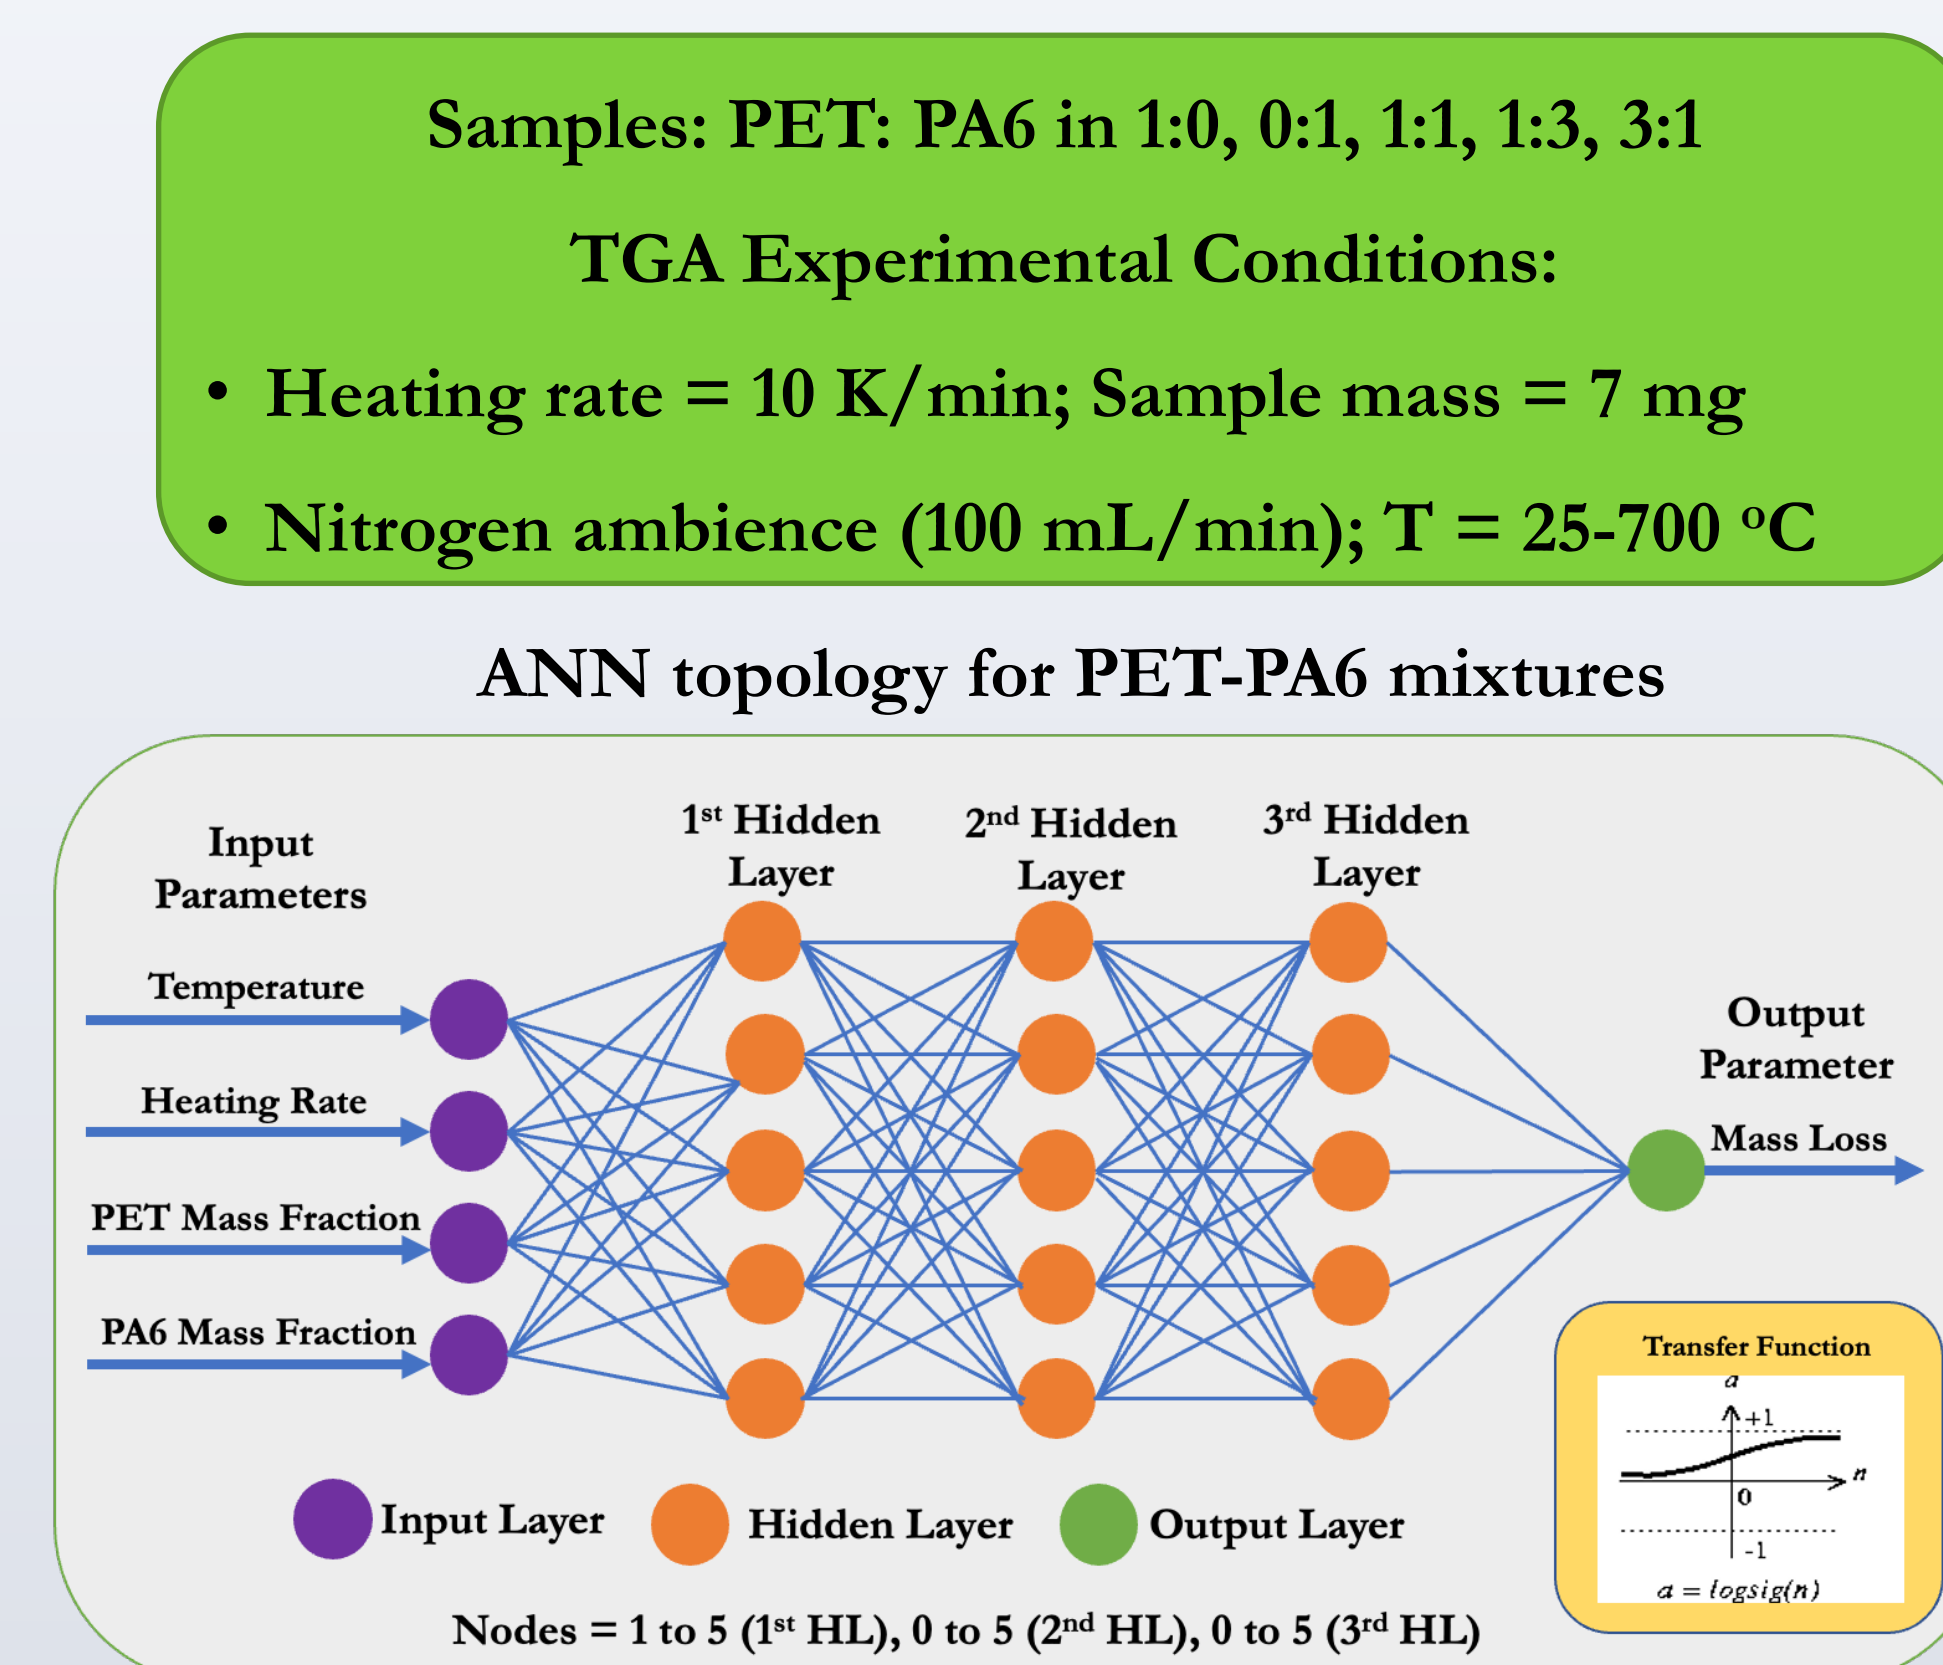 Samples: PET: PA6 in 1:0, 0:1, 1:1, 1:3, 3:1
TGA Experimental Conditions:
• Heating rate = 10 K/min; Sample mass = 7 mg
• Nitrogen ambience (100 mL/min); T = 25-700 ºC
ANN topology for PET-PA6 mixtures
Input
Parameters
1st Hidden
Layer
2nd Hidden
Layer
3rd Hidden
Layer
Temperature
Heating Rate
PET Mass Fraction
PA6 Mass Fraction
Output
Parameter
Mass Loss
Input Layer
Hidden Layer
Output Layer
Nodes = 1 to 5 (1st HL), 0 to 5 (2nd HL), 0 to 5 (3rd HL)
Transfer Function
a
+1
n
0
-1
a = logsig(n)